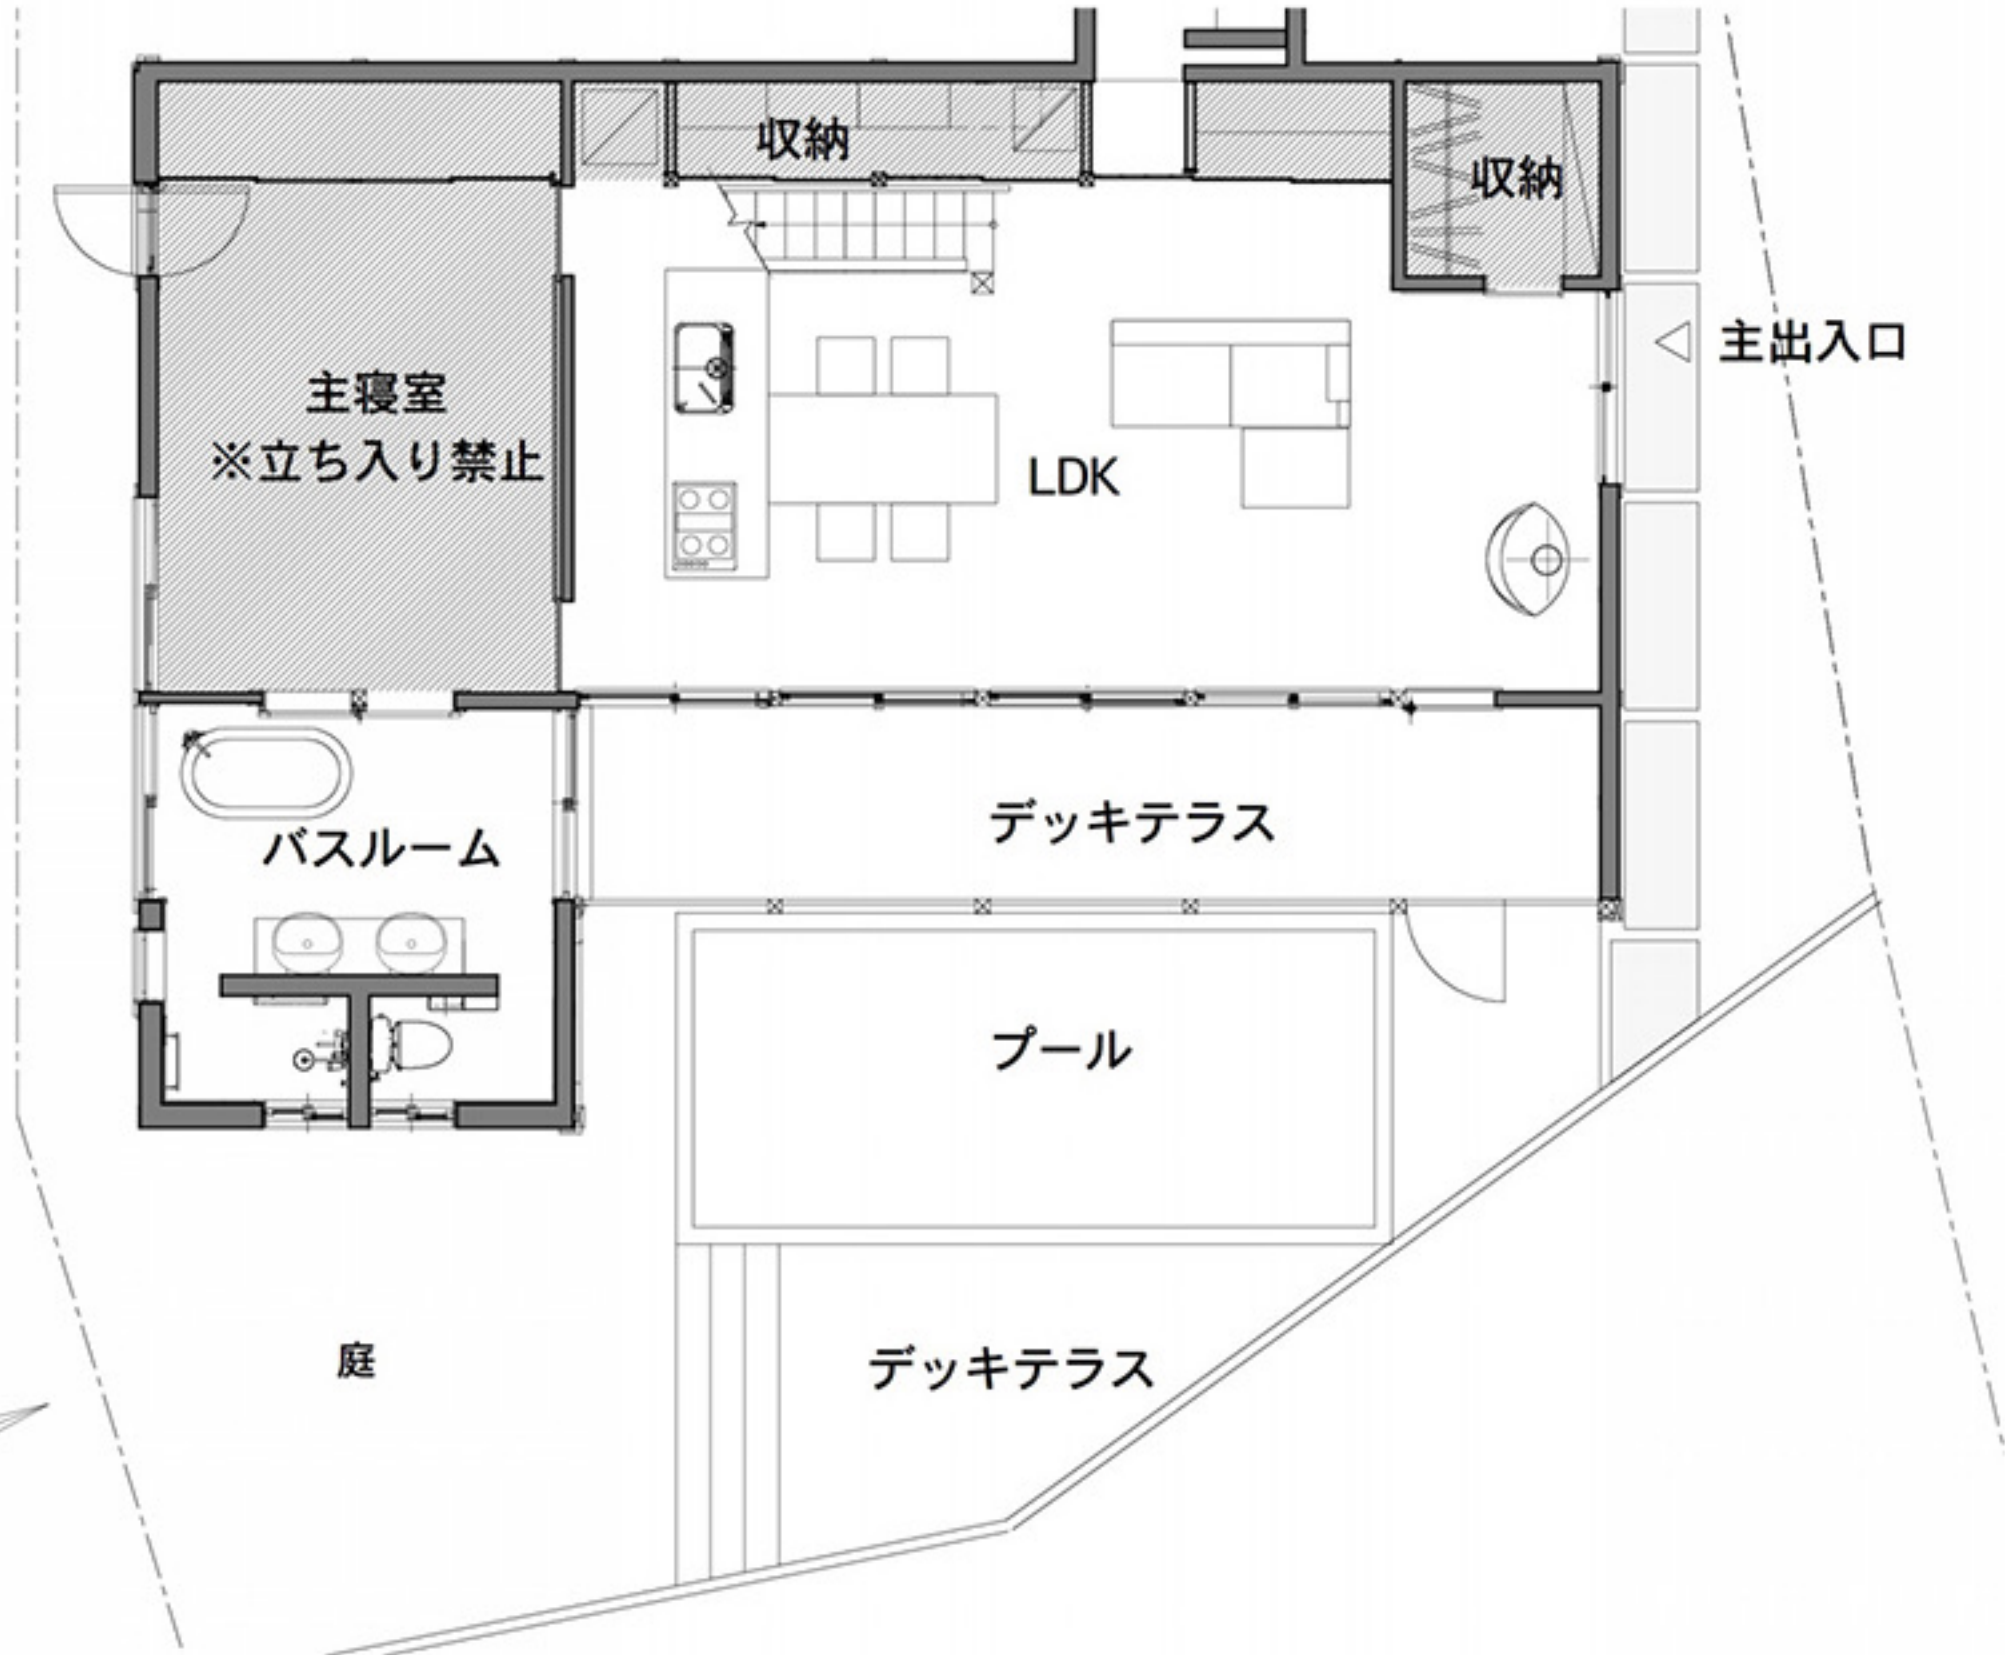 収納
収納
主出入口
主寝室
※立ち入り禁止
LDK
デッキテラス
バスルーム
プール
庭
デッキテラス